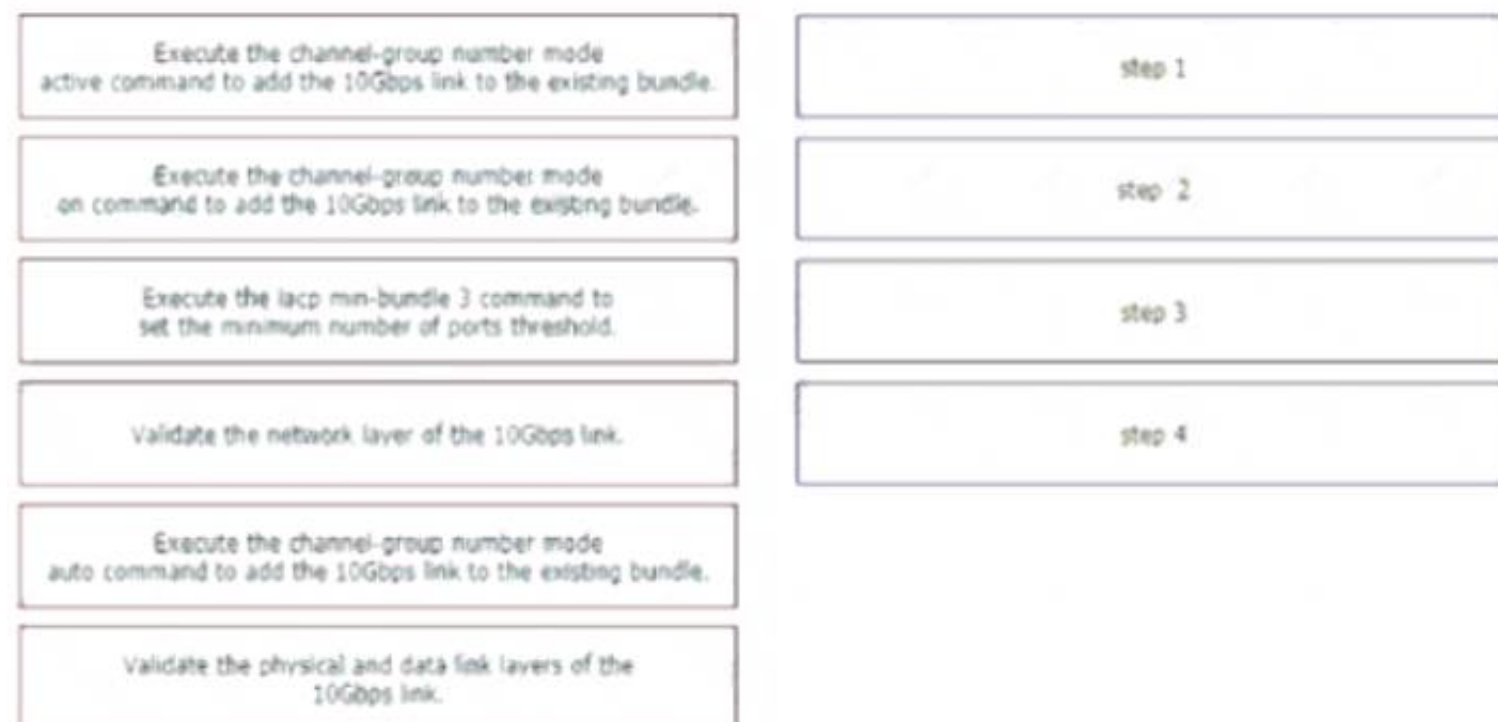 Execute the channel-group number mode
active command to add the 10Gbps link to the existing bundle.
step 1
Execute the channel-group number mode
on command to add the 10Gbps link to the existing bundle.
step 2
Execute the lacp min-bundle 3 command to
set the minimum number of ports threshold.
step 3
Validate the network layer of the 10Gbps link.
step 4
Execute the channel-group number mode
auto command to add the 10Gbps link to the existing bundle.
Validate the physical and data link layers of the
10Gbps link.